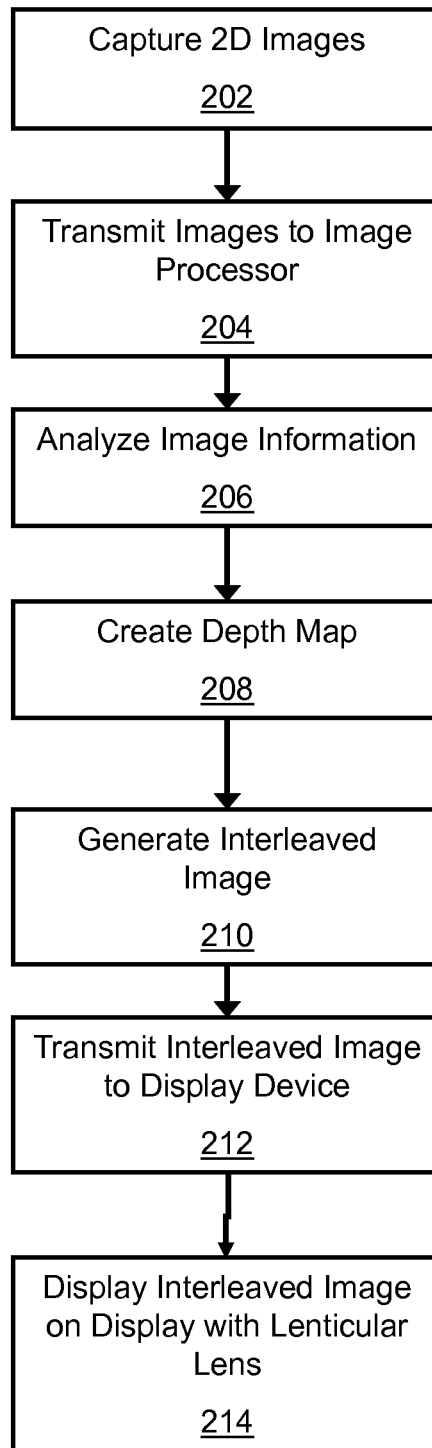 Capture 2D Images
202
Transmit Images to Image
Processor
204
Analyze Image Information
206
Create Depth Map
208
Generate Interleaved
Image
210
Transmit Interleaved Image
to Display Device
212
Display Interleaved Image
on Display with Lenticular
Lens
214